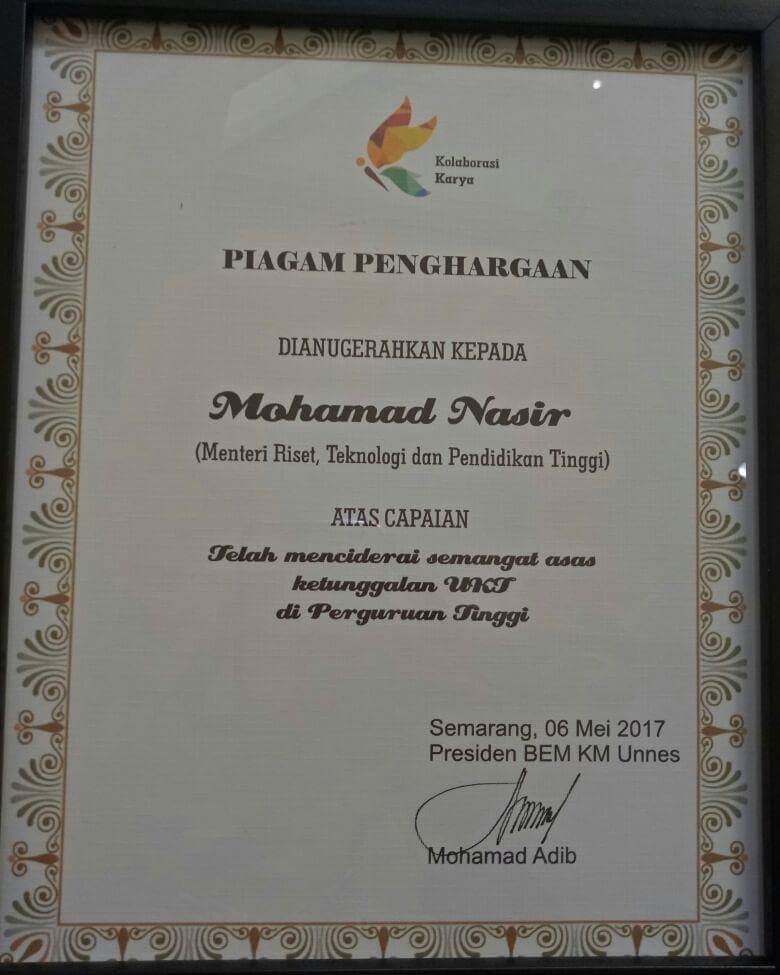 Kolaborasi
Karya
PIAGAM PENGHARGAAN
DIANUGERAHKAN KEPADA
Mohamad Nasir
(Menteri Riset, Teknologi dan Pendidikan Tinggi)
ATAS CAPAIAN
Telah menciderai semangat asas
ketunggalan UKT
di Perguruan Tinggi
Semarang, 06 Mei 2017
Presiden BEM KM Unnes
Mohamad Adib